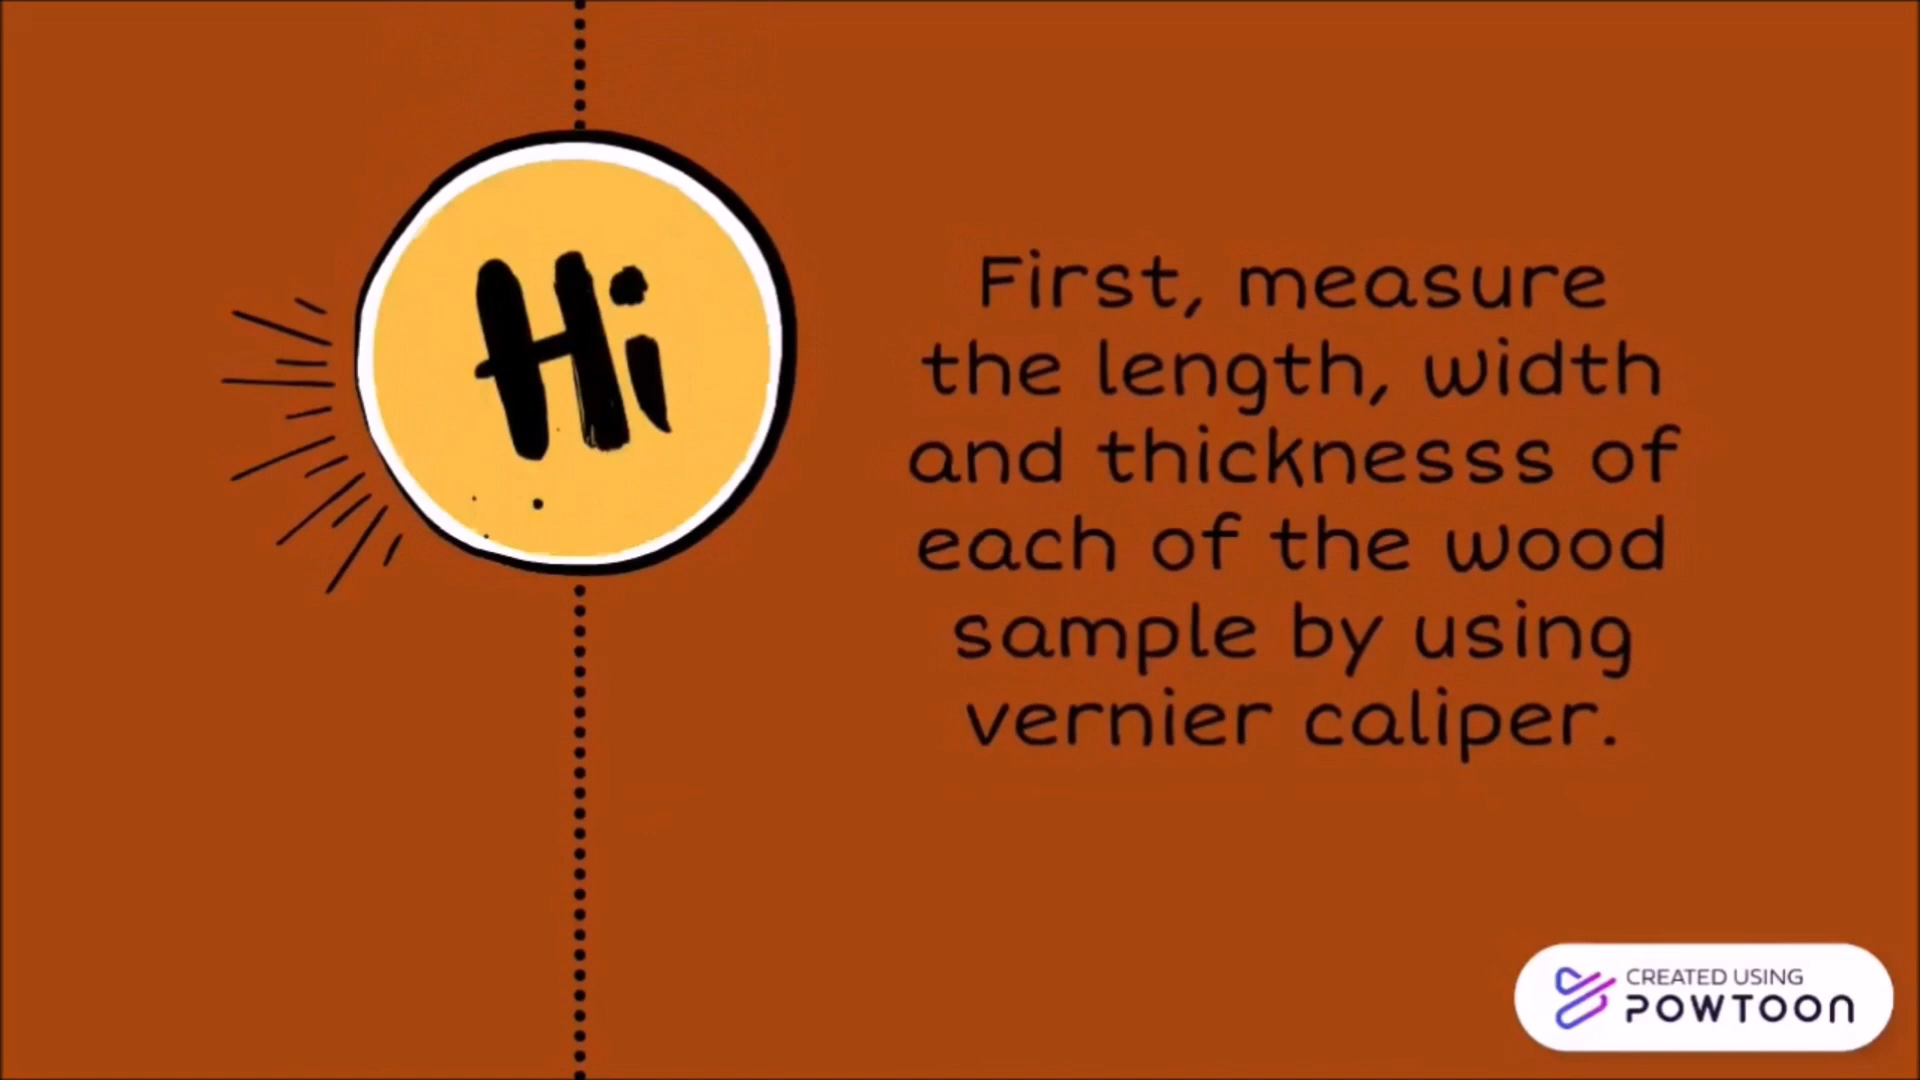 Hi
First, measure
the length, width
and thicknesss of
each of the wood
sample by using
vernier caliper.
CREATED USING
POWTOON